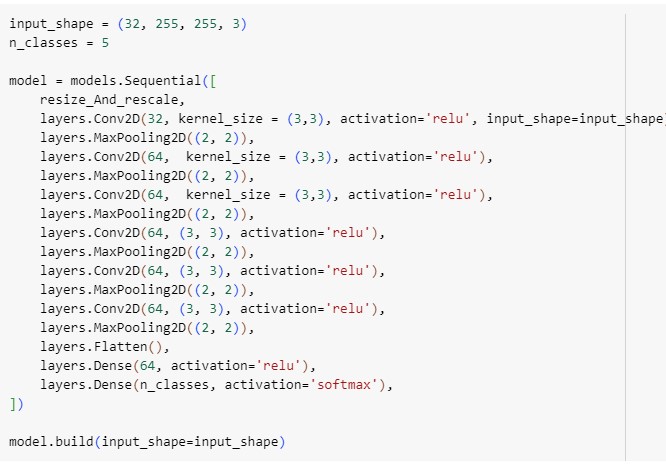 input_shape = (32, 255, 255, 3)
n_classes = 5
model = models.Sequential([
    resize_And_rescale,
    layers.Conv2D(32, kernel_size = (3,3), activation='relu', input_shape=input_shape)
    layers.MaxPooling2D((2, 2)),
    layers.Conv2D(64,  kernel_size = (3,3), activation='relu'),
    layers.MaxPooling2D((2, 2)),
    layers.Conv2D(64,  kernel_size = (3,3), activation='relu'),
    layers.MaxPooling2D((2, 2)),
    layers.Conv2D(64, (3, 3), activation='relu'),
    layers.MaxPooling2D((2, 2)),
    layers.Conv2D(64, (3, 3), activation='relu'),
    layers.MaxPooling2D((2, 2)),
    layers.Conv2D(64, (3, 3), activation='relu'),
    layers.MaxPooling2D((2, 2)),
    layers.Flatten(),
    layers.Dense(64, activation='relu'),
    layers.Dense(n_classes, activation='softmax'),
])
model.build(input_shape=input_shape)